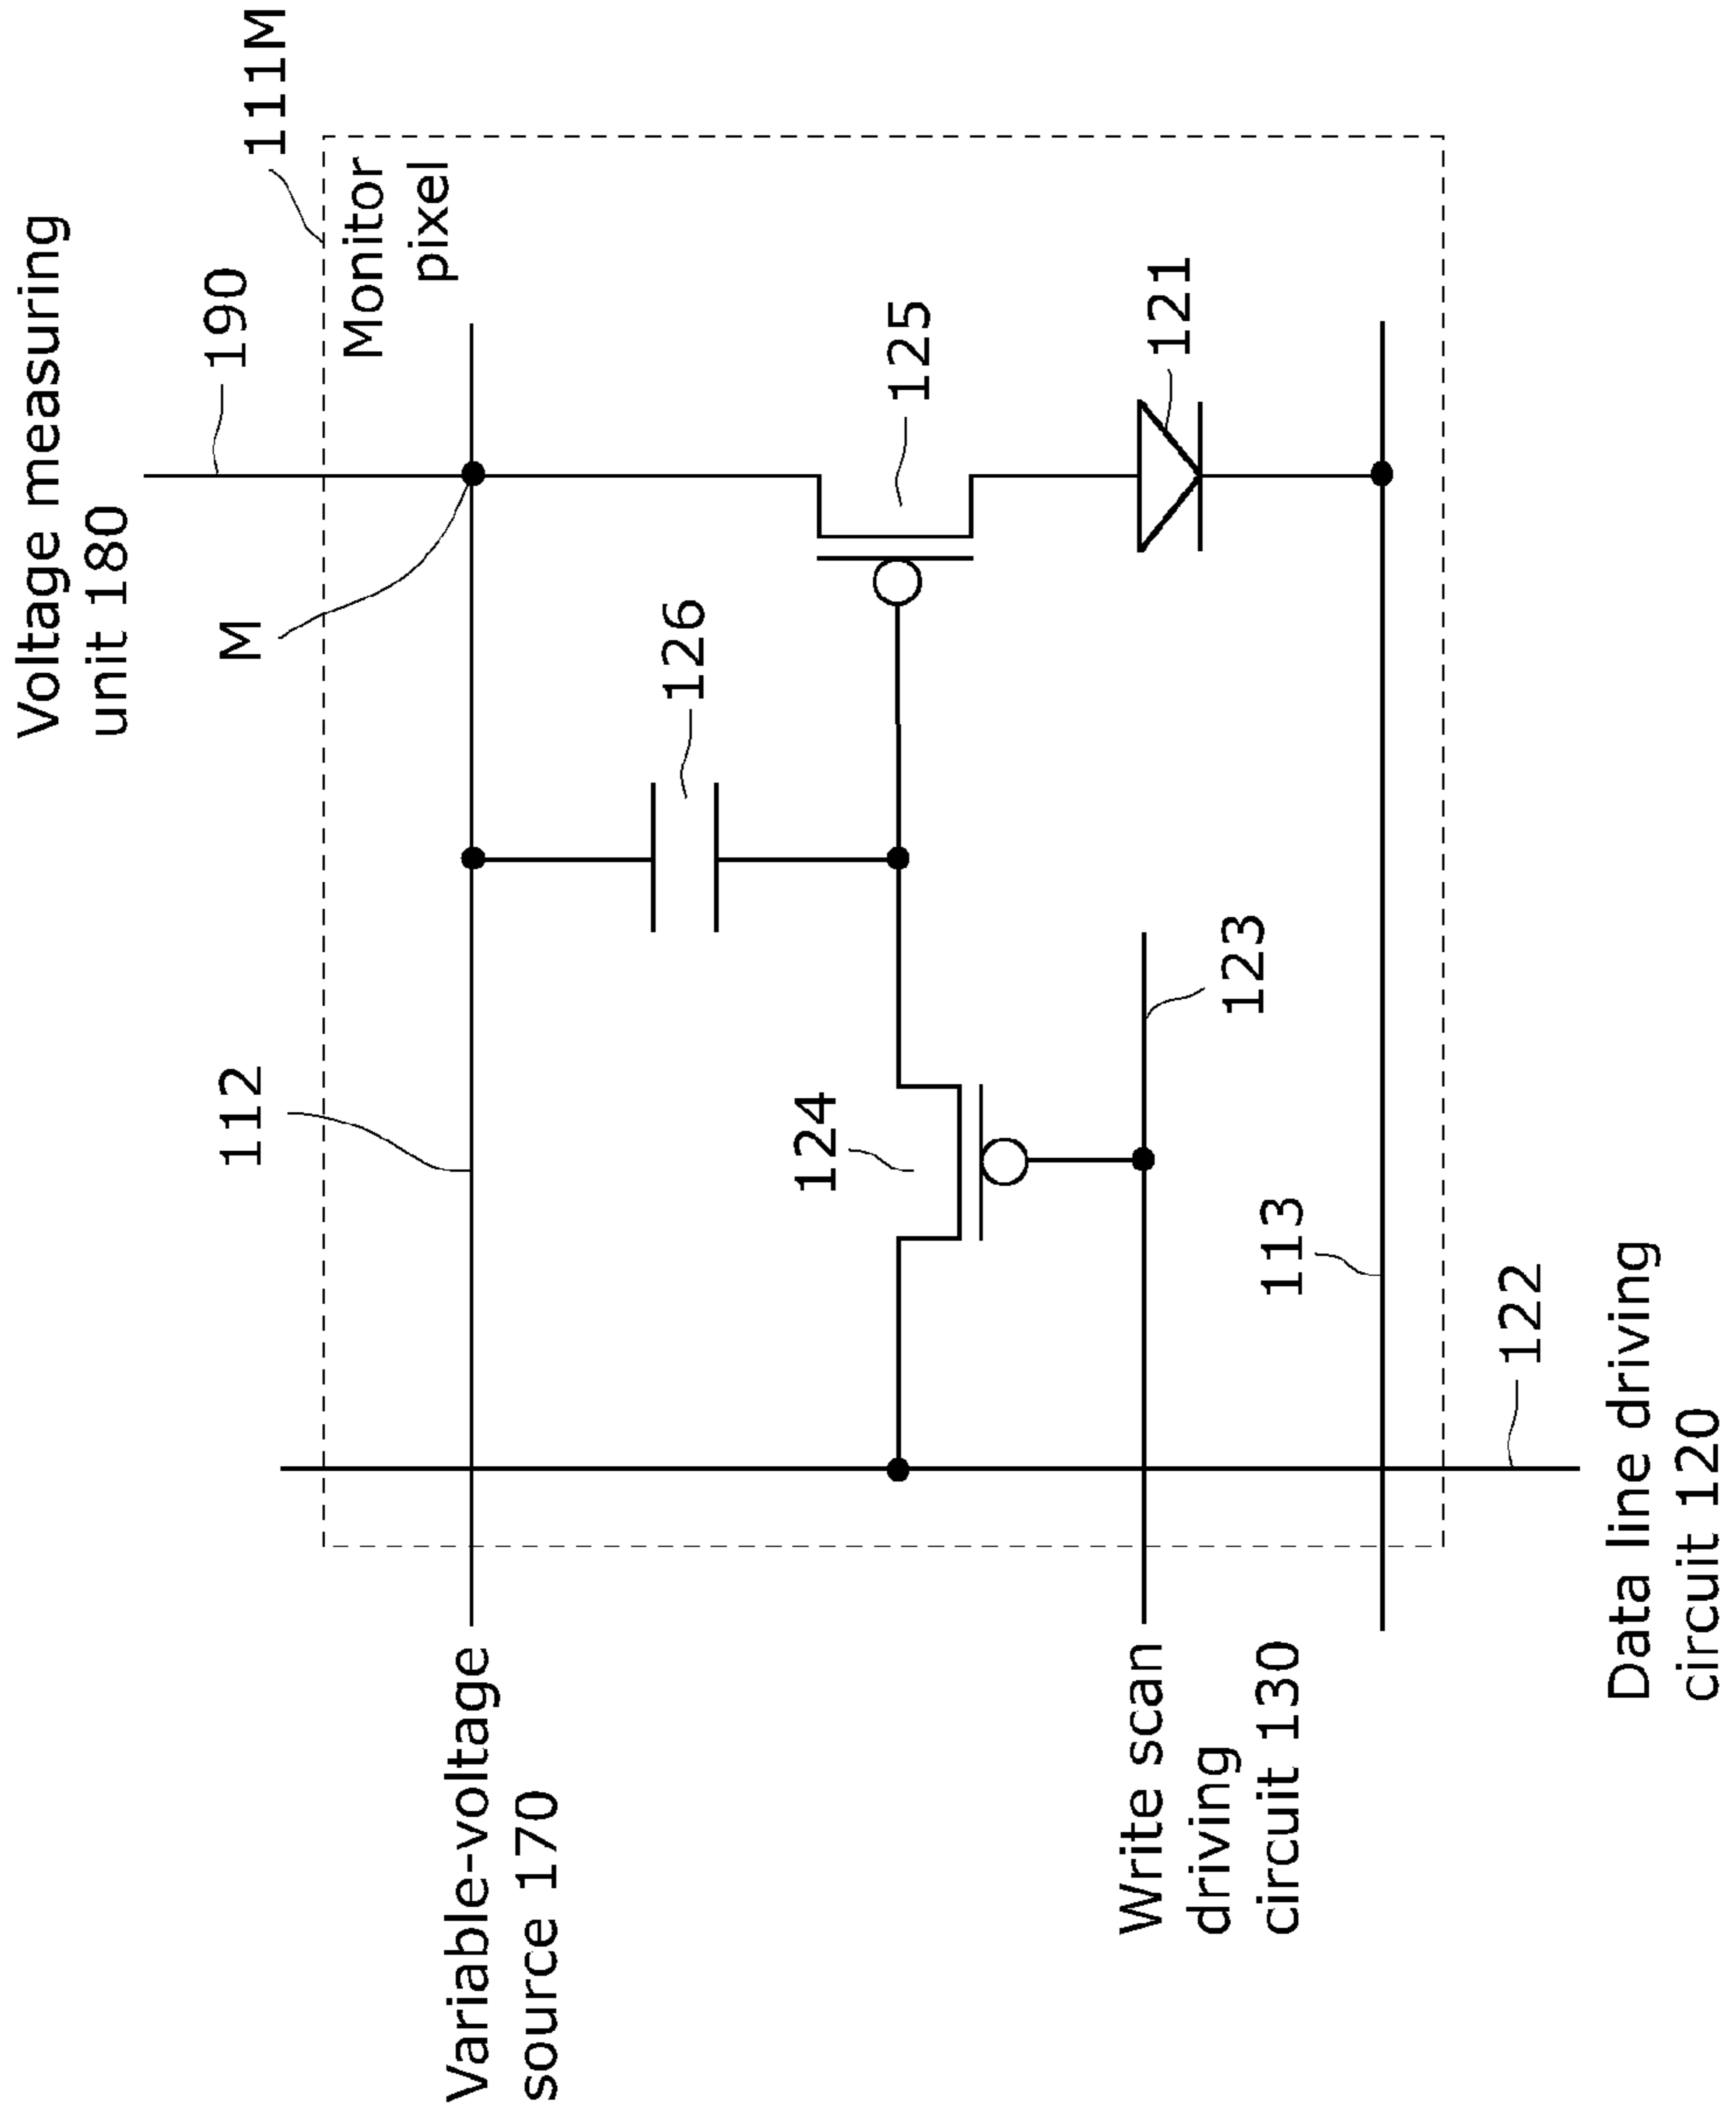 Voltage measuring
unit 180
190
111M
M
Monitor
pixel
112
126
125
124
121
123
113
122
Variable-voltage
source 170
Write scan
driving
circuit 130
Data line driving
circuit 120